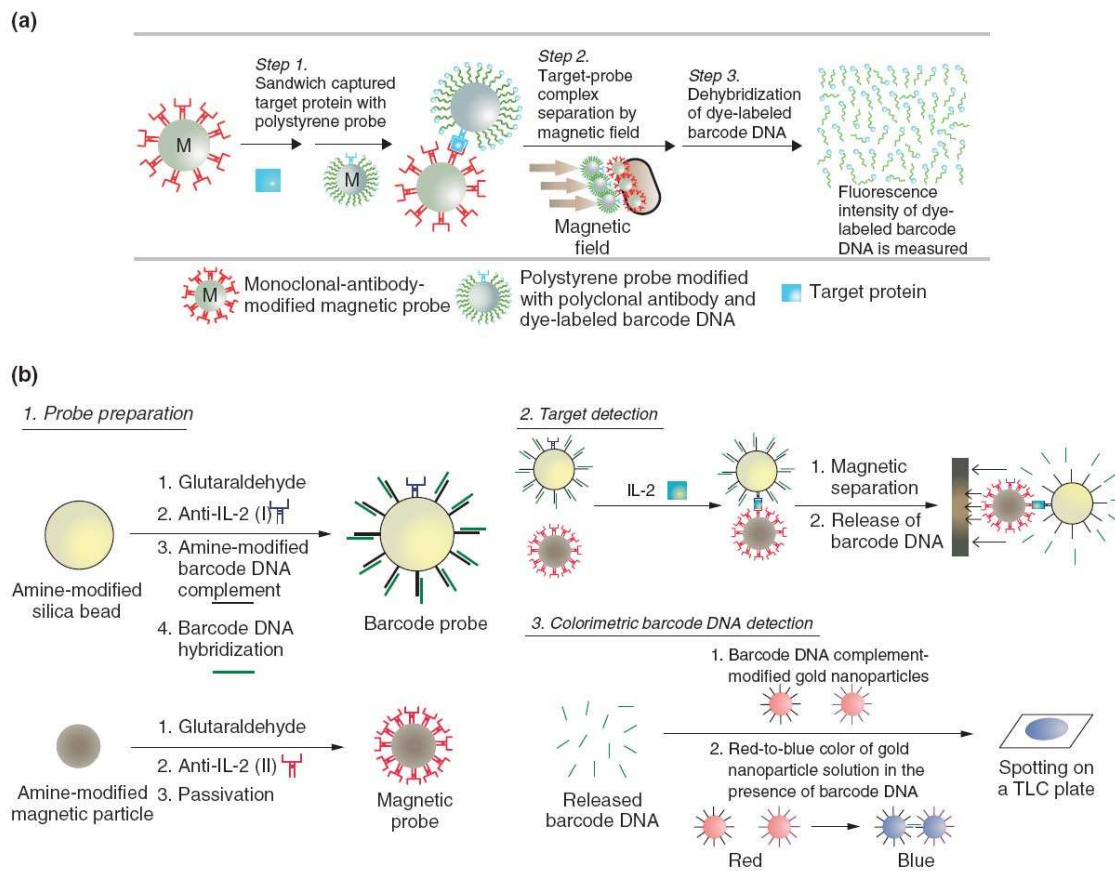 (a)
Step 1.
Sandwich captured
target protein with
polystyrene probe
Step 2.
Target-probe
complex
separation by
magnetic field
Step 3.
Dehybridization
of dye-labeled
barcode DNA
M
M
Magnetic
field
Fluorescence
intensity of dye-
labeled barcode
DNA is measured
M
Monoclonal-antibody-
modified magnetic probe
Polystyrene probe modified
with polyclonal antibody and
dye-labeled barcode DNA
Target protein
(b)
1. Probe preparation
Amine-modified
silica bead
1. Glutaraldehyde
2. Anti-IL-2 (I)
3. Amine-modified
barcode DNA
complement
4. Barcode DNA
hybridization
Barcode probe
Amine-modified
magnetic particle
1. Glutaraldehyde
2. Anti-IL-2 (II)
3. Passivation
Magnetic
probe
2. Target detection
IL-2
1. Magnetic
separation
2. Release of
barcode DNA
3. Colorimetric barcode DNA detection
Released
barcode DNA
1. Barcode DNA complement-
modified gold nanoparticles
2. Red-to-blue color of gold
nanoparticle solution in the
presence of barcode DNA
Red
Blue
Spotting on
a TLC plate